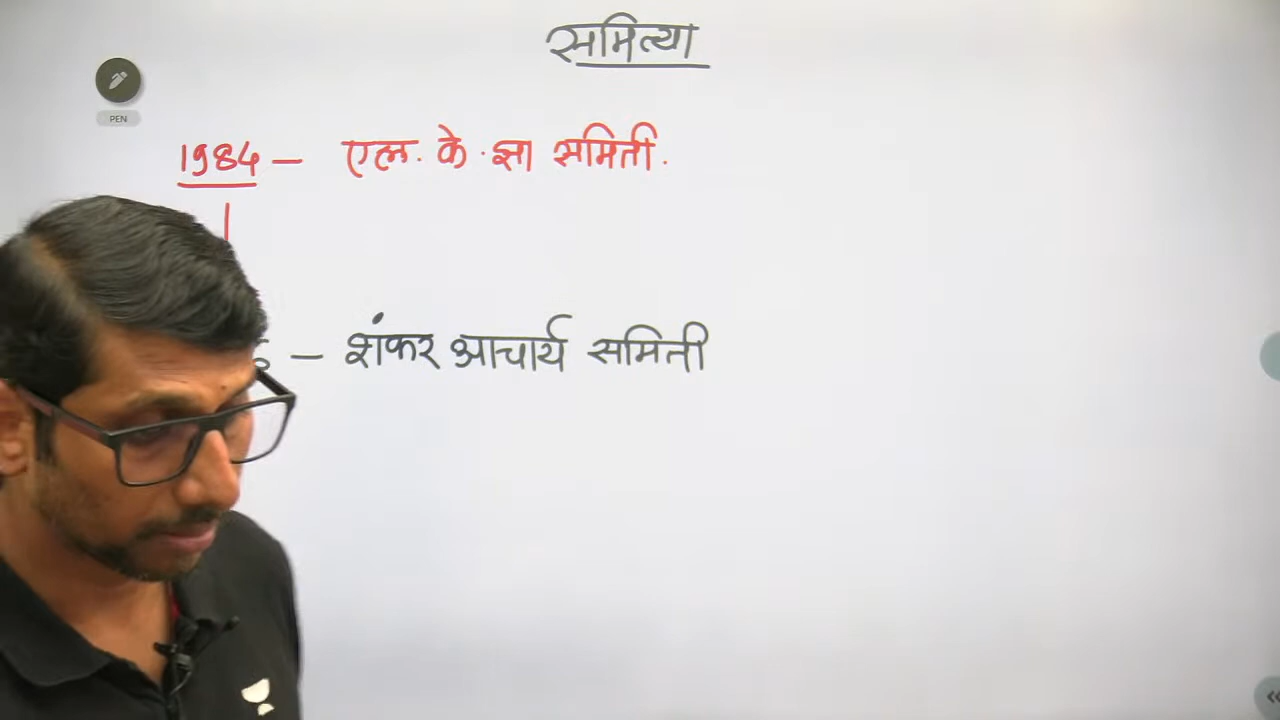 समित्या
PEN
1984 – एल. के. झा समिती.
– शंकर आचार्य समिती